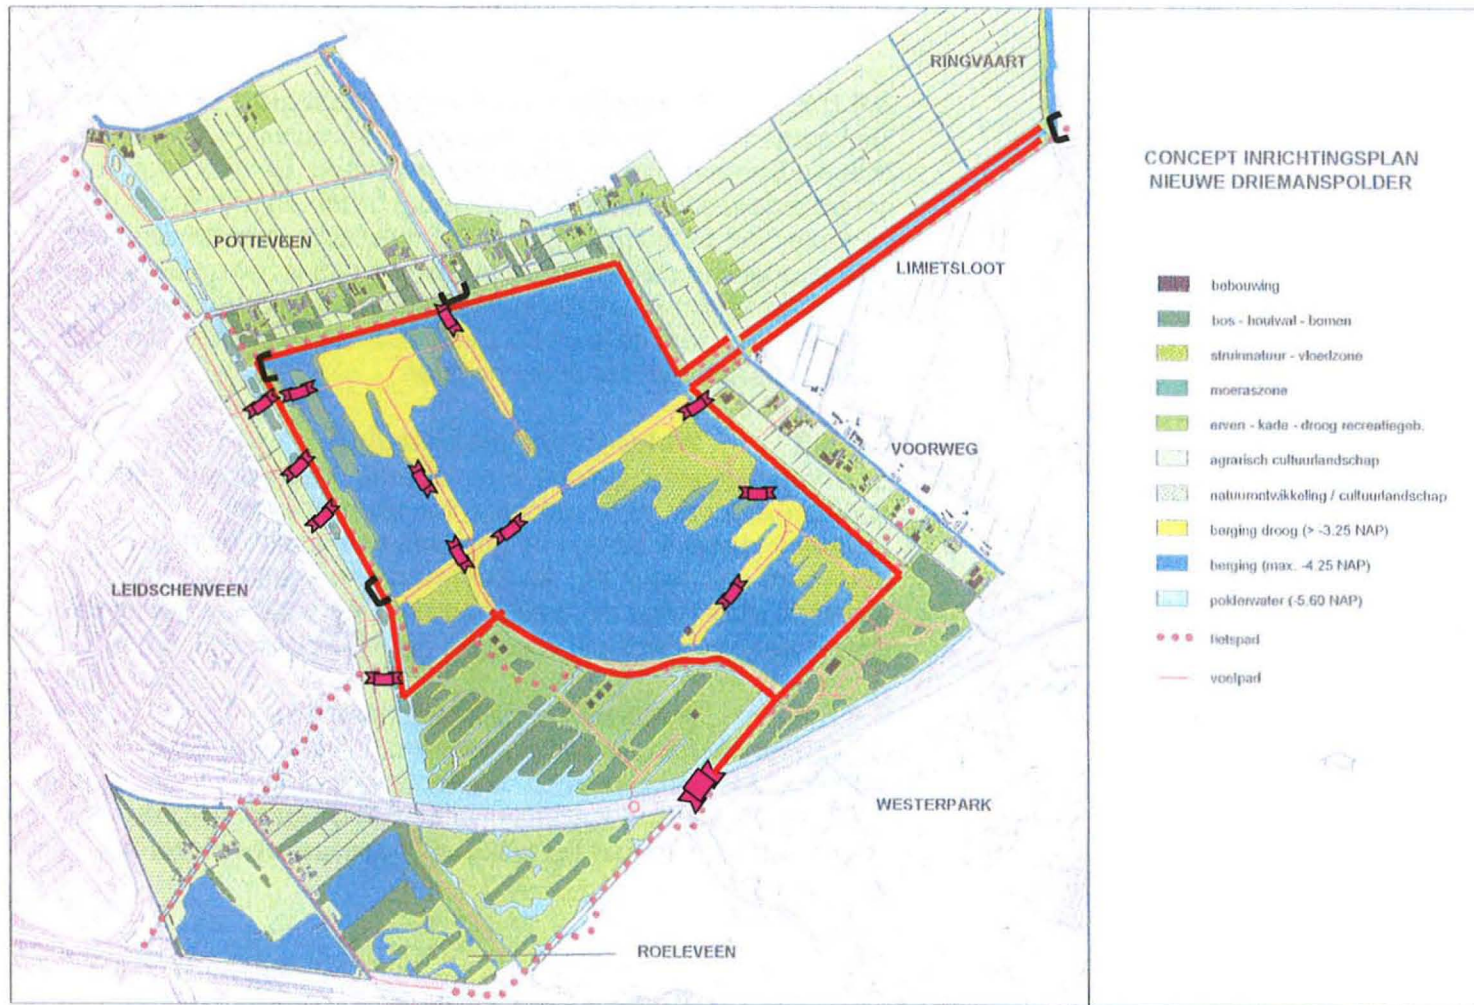 RINGVAART
POTTEVEEN
LIMIETSLOOT
VOORWEG
LEIDSCHENVEEN
WESTERPARK
ROELEVEEN
CONCEPT INRICHTINGSPLAN
NIEUWE DRIEMANSPOLDER
bebouwing
bos - houtwal - bomen
struinnatuur - vloedzone
moeraszone
erven - kade - droog recreatiegeb.
agrarisch cultuurlandschap
natuurontwikkeling / cultuurlandschap
berging droog (> -3.25 NAP)
berging (max. -4.25 NAP)
polderwater (-5.60 NAP)
fietspad
voetpad